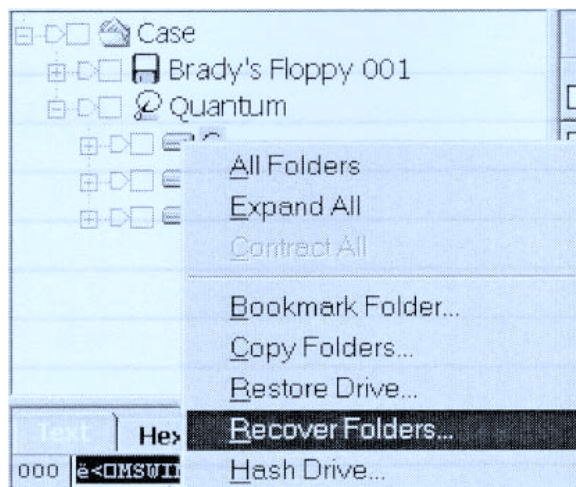 Case
Brady's Floppy 001
Quantum
All Folders
Expand All
Contract All
Bookmark Folder...
Copy Folders...
Restore Drive...
Recover Folders...
Text
Hex
Hash Drive...
000